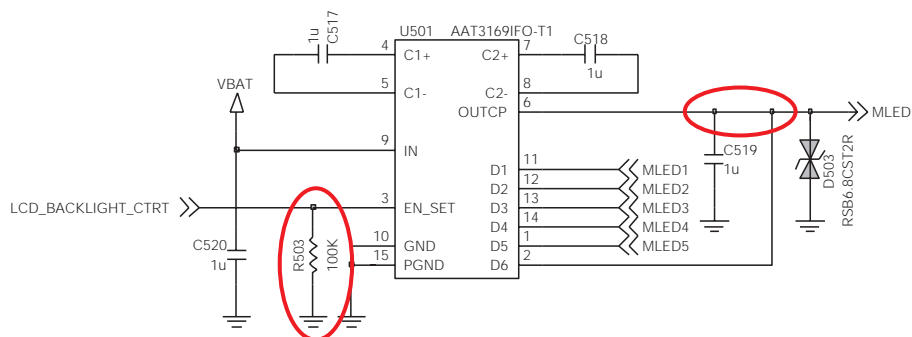 C517
1u
U501 AAT3169IFO-T1
C518
1u
4 C1+
C2+ 7
5 C1-
C2- 8
OUTCP 6
MLED
VBAT
9 IN
C519
1u
D503
RSB6.8CST2R
D1 11 MLED1
D2 12 MLED2
LCD_BACKLIGHT_CTRT
3 EN_SET
D3 13 MLED3
D4 14 MLED4
10 GND
D5 1 MLED5
15 PGND
D6 2
C520
1u
R503
100K